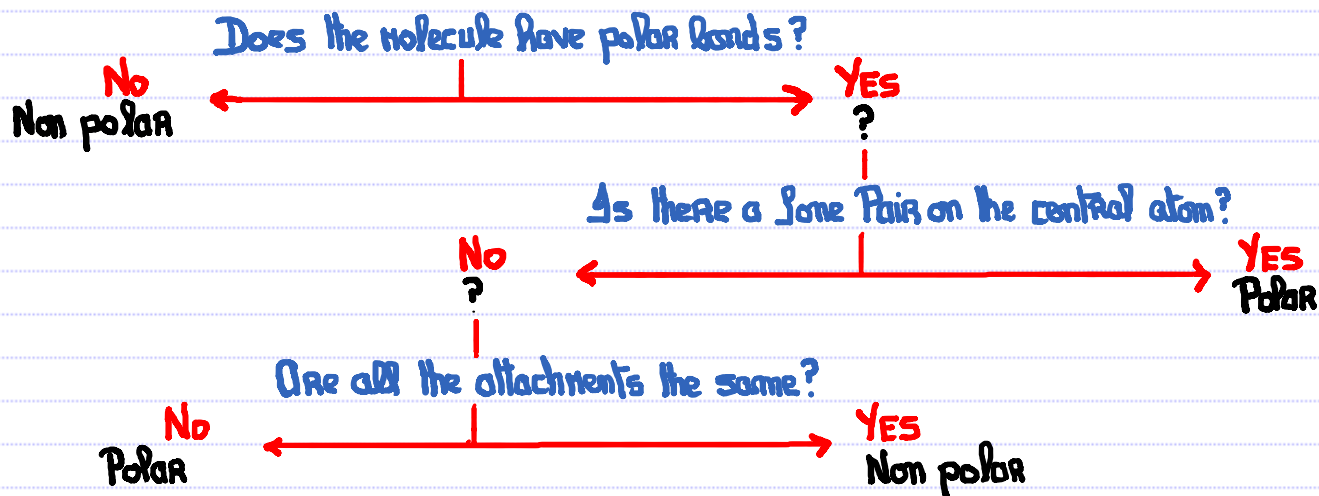 Does the molecule have polar bonds?
No
YES
Non polar
?
Is there a lone Pair on the central atom?
No
YES
?
Polar
Are all the attachments the same?
No
YES
Polar
Non polar